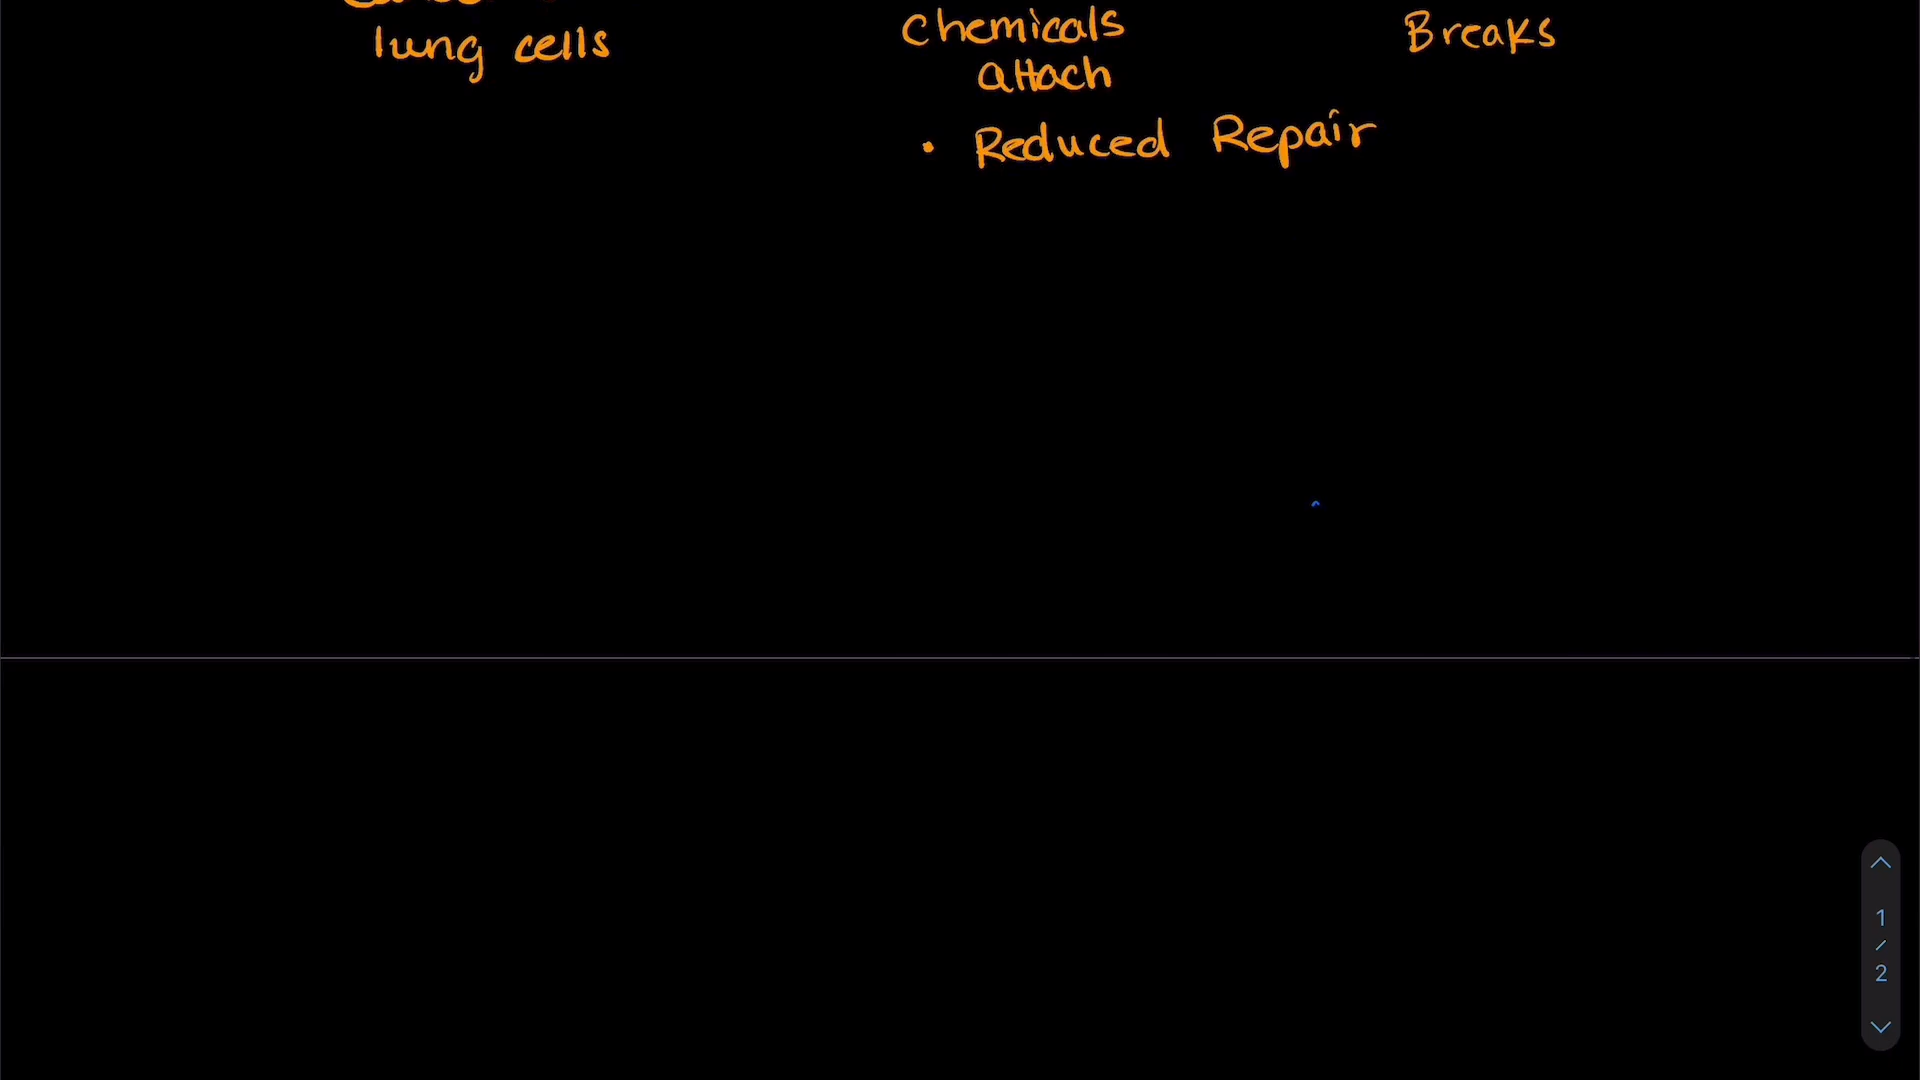 lung cells
Chemicals
attach
Breaks
• Reduced Repair
1
/
2